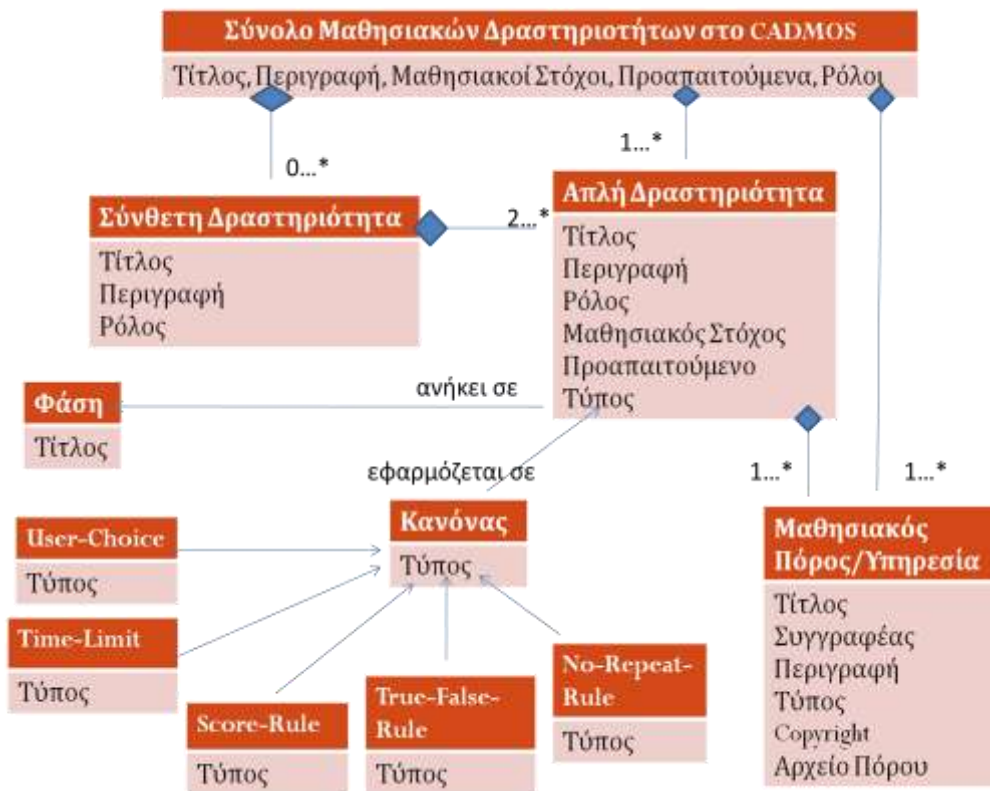 Σύνολο Μαθησιακών Δραστηριοτήτων στο CADMOS
Τίτλος, Περιγραφή, Μαθησιακοί Στόχοι, Προαπαιτούμενα, Ρόλοι
0...*
1...*
Σύνθετη Δραστηριότητα
Τίτλος
Περιγραφή
Ρόλος
2...*
Απλή Δραστηριότητα
Τίτλος
Περιγραφή
Ρόλος
Μαθησιακός Στόχος
Προαπαιτούμενο
Τύπος
ανήκει σε
Φάση
Τίτλος
εφαρμόζεται σε
1...*
1...*
Κανόνας
Τύπος
User-Choice
Τύπος
Time-Limit
Τύπος
Score-Rule
Τύπος
True-False-
Rule
Τύπος
No-Repeat-
Rule
Τύπος
Μαθησιακός
Πόρος/Υπηρεσία
Τίτλος
Συγγραφέας
Περιγραφή
Τύπος
Copyright
Αρχείο Πόρου